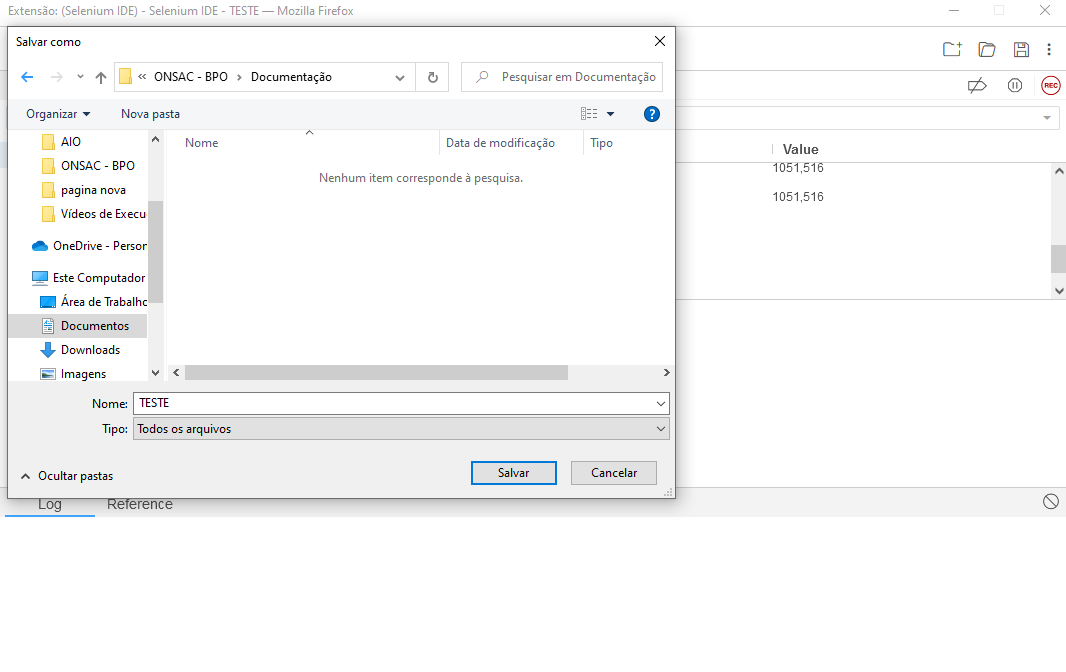 Extensão: (Selenium IDE) - Selenium IDE - TESTE — Mozilla Firefox
Salvar como
« ONSAC - BPO › Documentação
Pesquisar em Documentação
REC
Organizar
Nova pasta
?
Nome
Data de modificação
Tipo
Nenhum item corresponde à pesquisa.
AIO
ONSAC - BPO
pagina nova
Vídeos de Execu
OneDrive - Person
Este Computador
Área de Trabalho
Documentos
Downloads
Imagens
Value
1051,516
1051,516
Nome: TESTE
Tipo: Todos os arquivos
Ocultar pastas
Salvar
Cancelar
Log
Reference